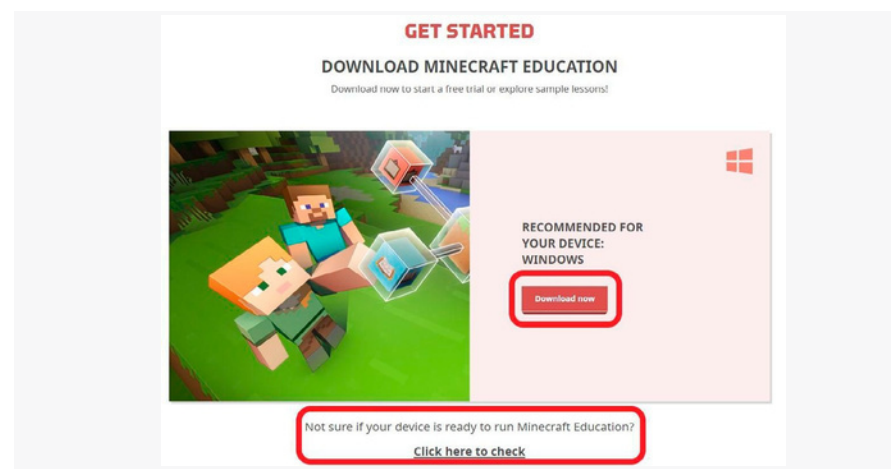 GET STARTED
DOWNLOAD MINECRAFT EDUCATION
Download now to start a free trial or explore sample lessons!
RECOMMENDED FOR
YOUR DEVICE:
WINDOWS
Download now
Not sure if your device is ready to run Minecraft Education?
Click here to check